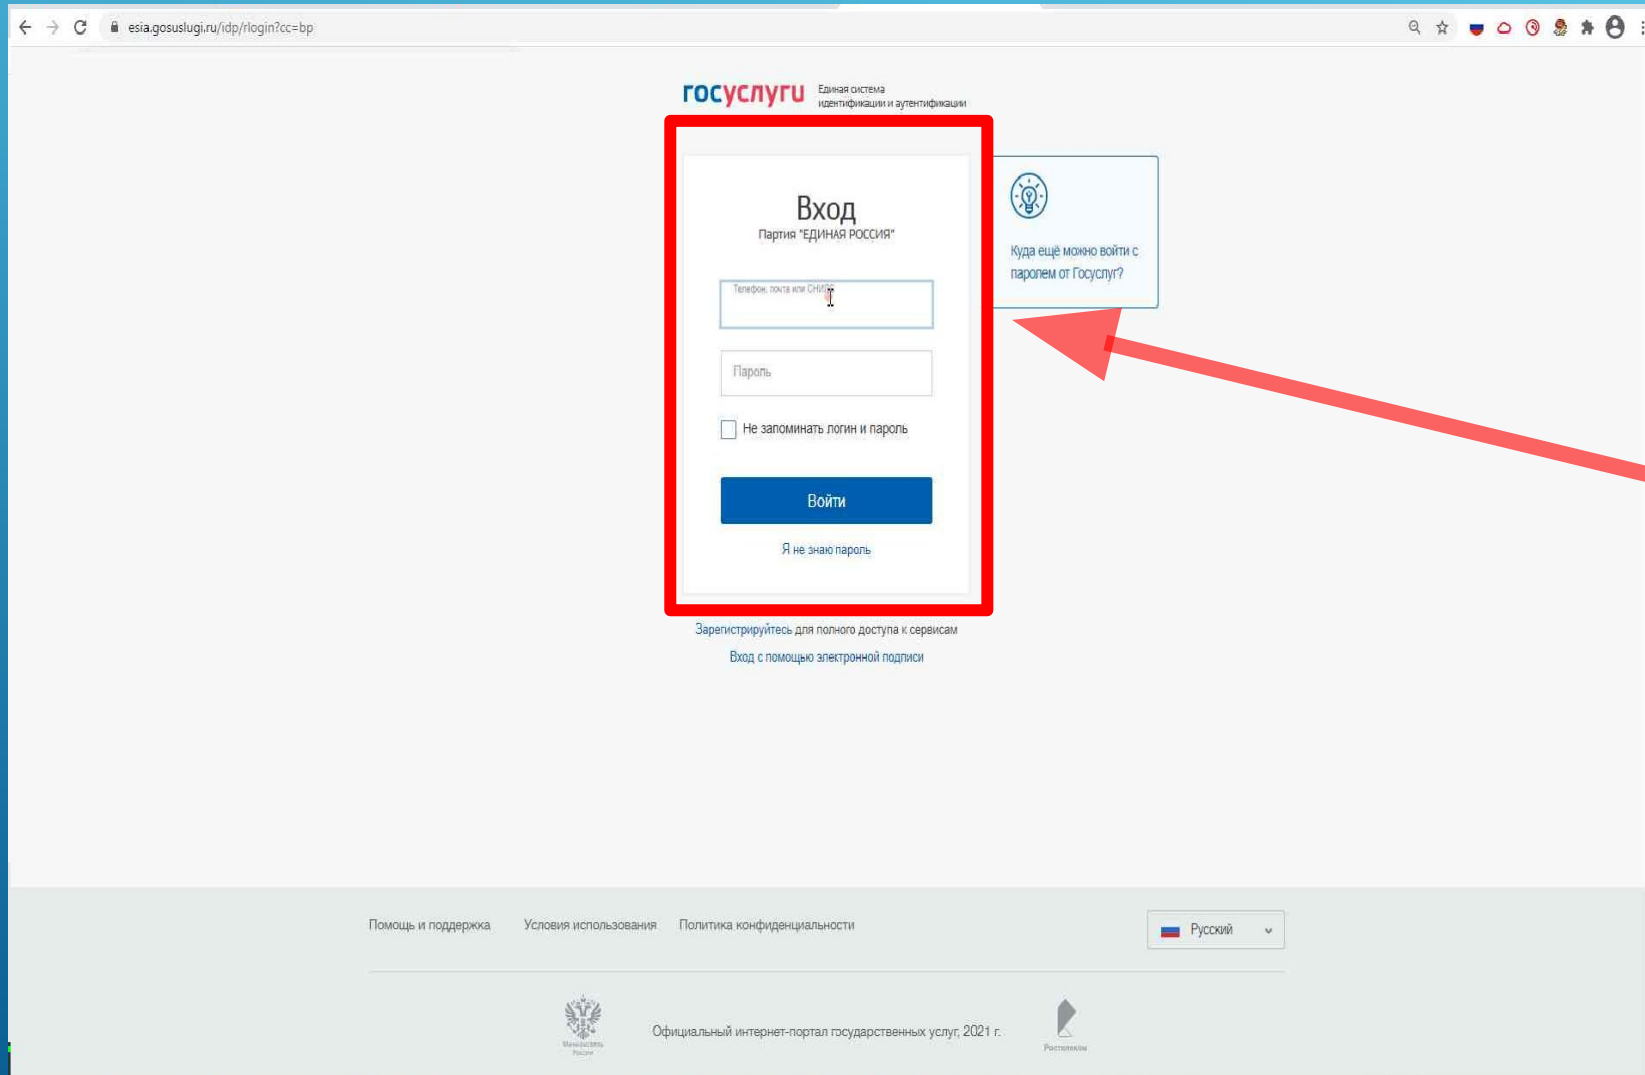 esia.gosuslugi.ru/idp/rlogin?cc=bp
госуслуги
Единая система
идентификации и аутентификации
Вход
Партия "ЕДИНАЯ РОССИЯ"
Телефон, почта или СНИЛС
Пароль
Не запоминать логин и пароль
Войти
Я не знаю пароль
Куда ещё можно войти с
паролем от Госуслуг?
Зарегистрируйтесь для полного доступа к сервисам
Вход с помощью электронной подписи
Помощь и поддержка
Условия использования
Политика конфиденциальности
Русский
Официальный интернет-портал государственных услуг, 2021 г.
Минкомсвязь
России
Ростелеком